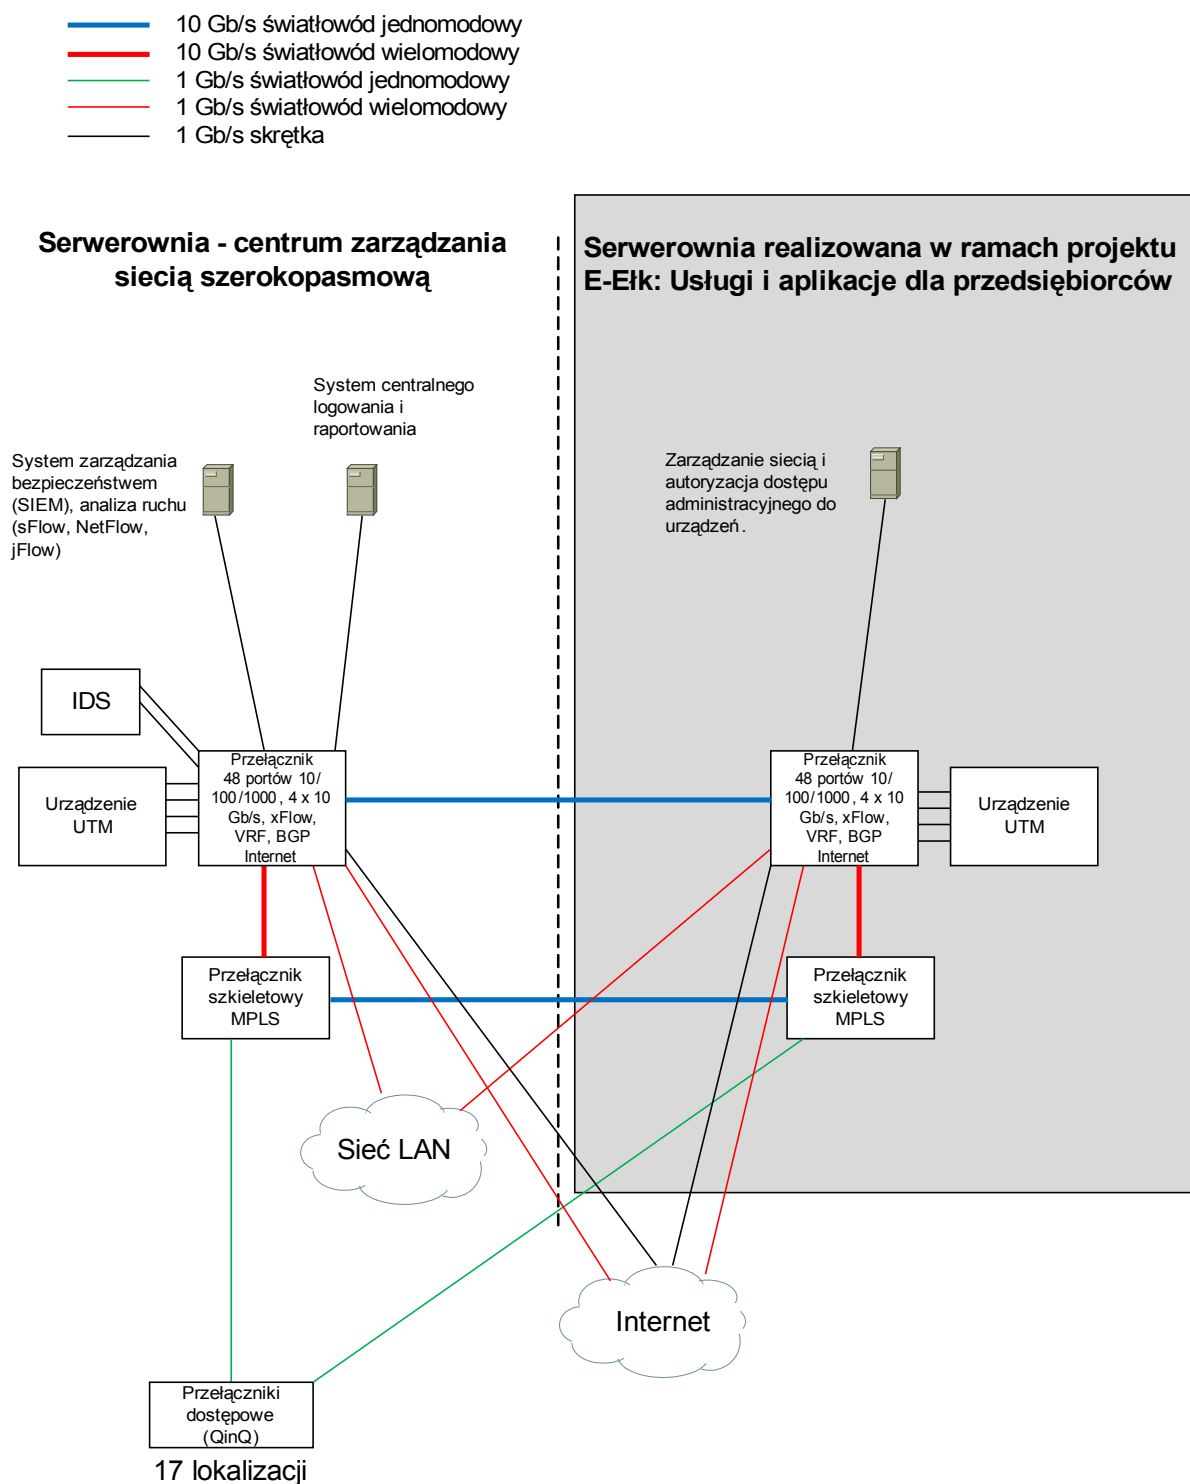 10 Gb/s światłowód jednomodowy
10 Gb/s światłowód wielomodowy
1 Gb/s światłowód jednomodowy
1 Gb/s światłowód wielomodowy
1 Gb/s skrętka
Serwerownia - centrum zarządzania
siecią szerokopasmową
Serwerownia realizowana w ramach projektu
E-Ełk: Usługi i aplikacje dla przedsiębiorców
System centralnego
logowania i
raportowania
System zarządzania
bezpieczeństwem
(SIEM), analiza ruchu
(sFlow, NetFlow,
jFlow)
Zarządzanie siecią i
autoryzacja dostępu
administracyjnego do
urządzeń.
IDS
Urządzenie
UTM
Przełącznik
48 portów 10/
100/1000, 4 x 10
Gb/s, xFlow,
VRF, BGP
Internet
Przełącznik
48 portów 10/
100/1000, 4 x 10
Gb/s, xFlow,
VRF, BGP
Internet
Urządzenie
UTM
Przełącznik
szkieletowy
MPLS
Przełącznik
szkieletowy
MPLS
Sieć LAN
Internet
Przełączniki
dostępowe
(QinQ)
17 lokalizacji